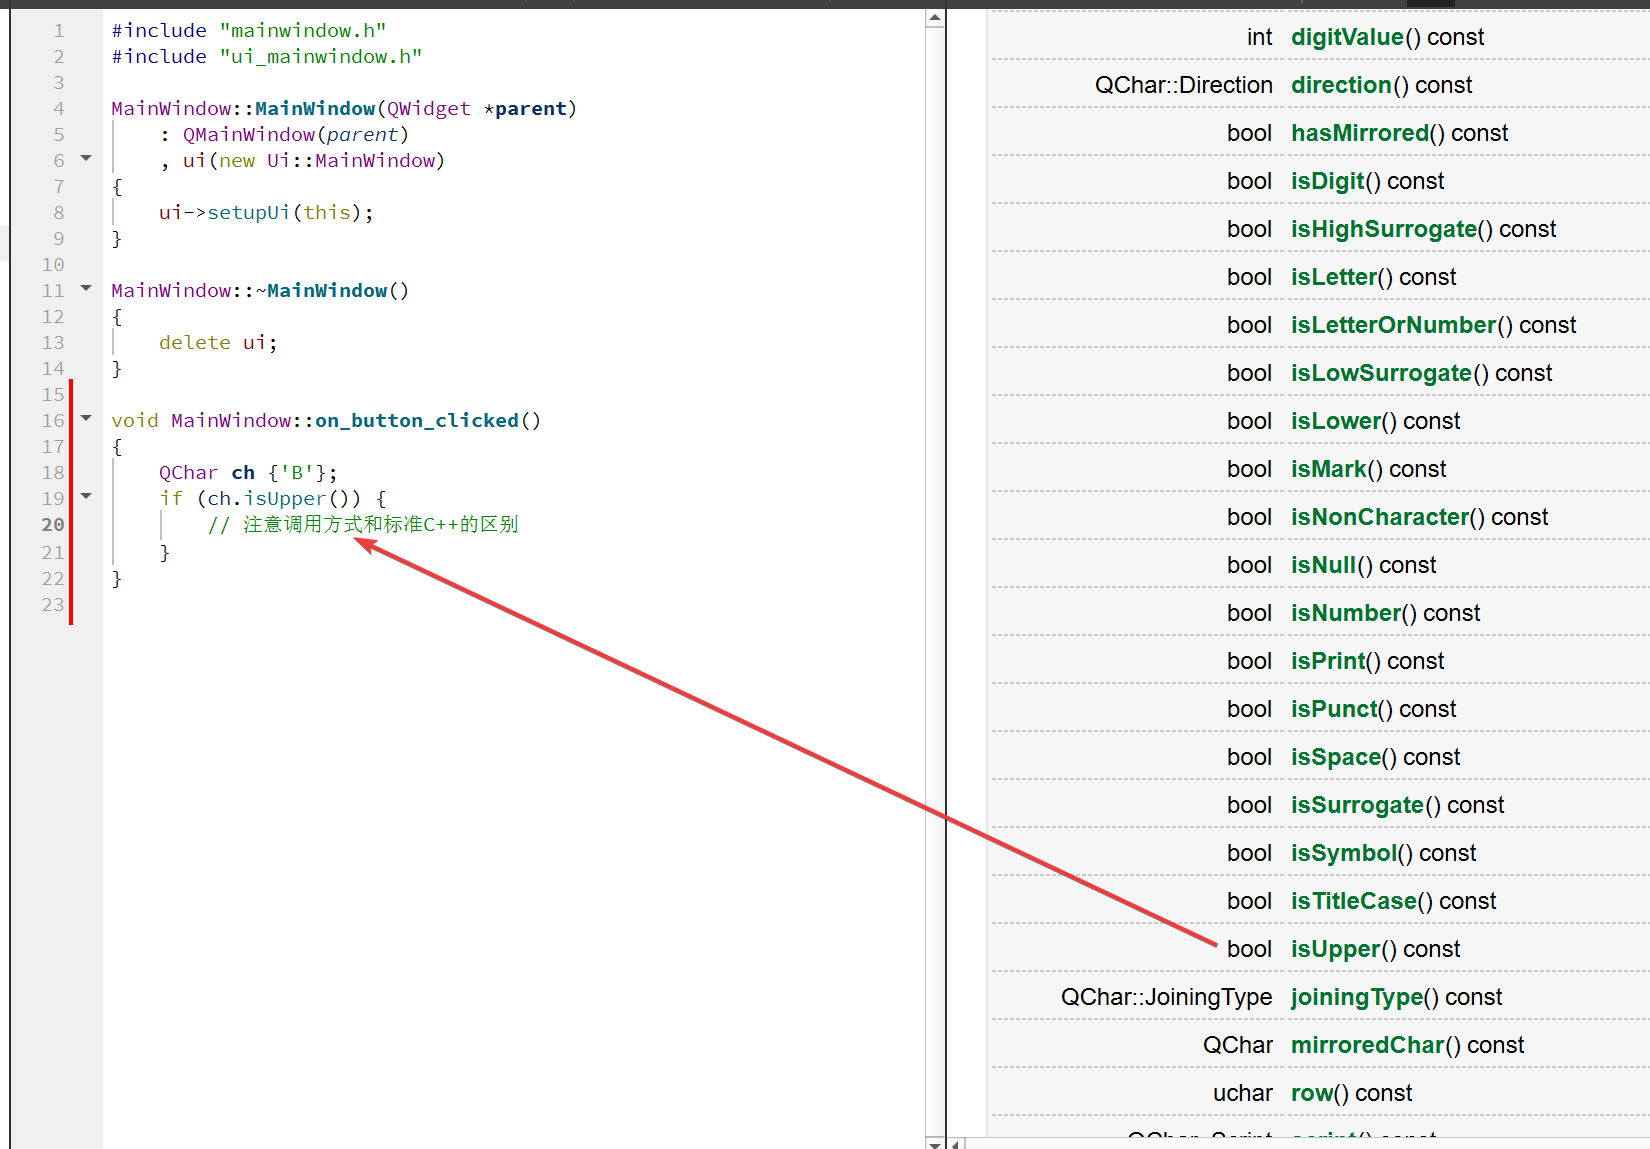 1 #include "mainwindow.h"
2 #include "ui_mainwindow.h"
3
4 MainWindow::MainWindow(QWidget *parent)
5 : QMainWindow(parent)
6 , ui(new Ui::MainWindow)
7 {
8 ui->setupUi(this);
9 }
10
11 MainWindow::~MainWindow()
12 {
13 delete ui;
14 }
15
16 void MainWindow::on_button_clicked()
17 {
18 QChar ch {'B'};
19 if (ch.isUpper()) {
20 // 注意调用方式和标准C++的区别
21 }
22 }
23
int digitValue() const
QChar::Direction direction() const
bool hasMirrored() const
bool isDigit() const
bool isHighSurrogate() const
bool isLetter() const
bool isLetterOrNumber() const
bool isLowSurrogate() const
bool isLower() const
bool isMark() const
bool isNonCharacter() const
bool isNull() const
bool isNumber() const
bool isPrint() const
bool isPunct() const
bool isSpace() const
bool isSurrogate() const
bool isSymbol() const
bool isTitleCase() const
bool isUpper() const
QChar::JoiningType joiningType() const
QChar mirroredChar() const
uchar row() const
QChar::Script script() const